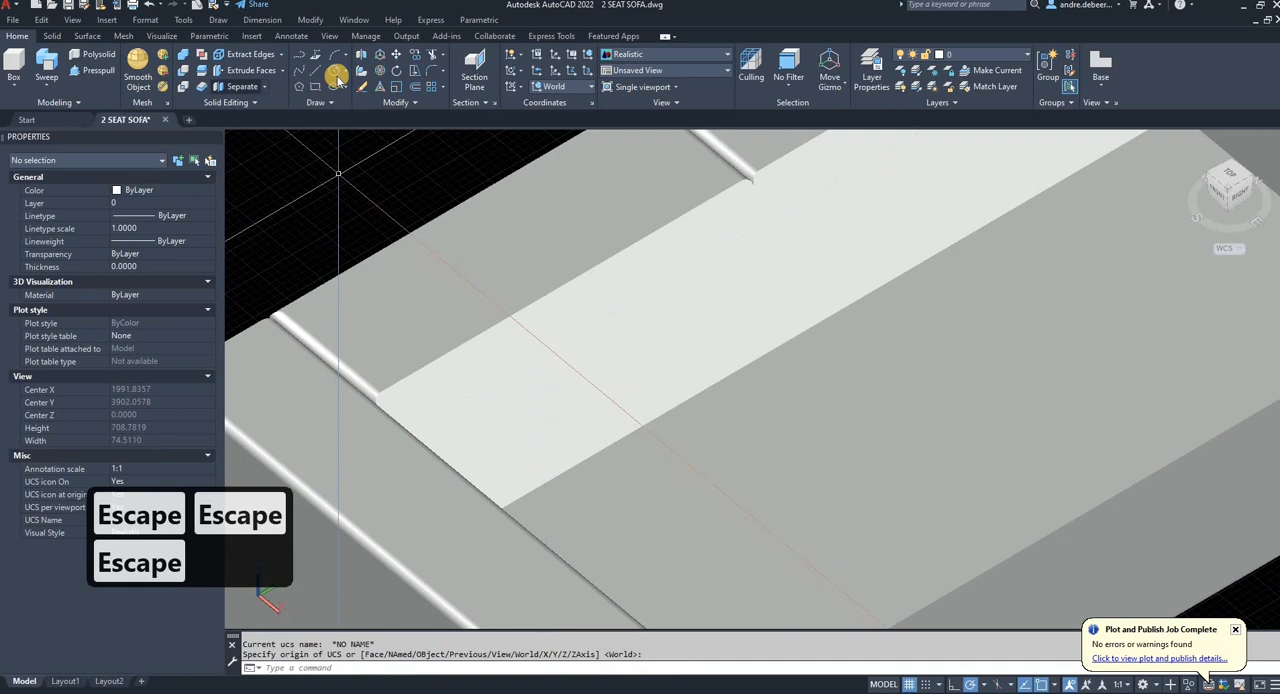 Share
Autodesk AutoCAD 2022   2 SEAT SOFA.dwg
Type a keyword or phrase
andre.debeer...
File Edit View Insert Format Tools Draw Dimension Modify Window Help Express Parametric
Home Solid Surface Mesh Visualize Parametric Insert Annotate View Manage Output Add-ins Collaborate Express Tools Featured Apps
Box Sweep Polysolid Presspull Smooth Object Extract Edges Extrude Faces Separate
Section Plane World Realistic Unsaved View Single viewport
Culling No Filter Move Gizmo Layer Properties 0 Make Current Match Layer Group Base
Modeling Mesh Solid Editing Draw Modify Section Coordinates View Selection Layers Groups View
Start 2 SEAT SOFA*
PROPERTIES
No selection
General
Color ByLayer
Layer 0
Linetype ByLayer
Linetype scale 1.0000
Lineweight ByLayer
Transparency ByLayer
Thickness 0.0000
3D Visualization
Material ByLayer
Plot style
Plot style ByColor
Plot style table None
Plot table attached to Model
Plot table type Not available
View
Center X 1991.8357
Center Y 3902.0578
Center Z 0.0000
Height 708.7819
Width 74.5110
Misc
Annotation scale 1:1
UCS icon On Yes
UCS icon at origin
UCS per viewport
UCS Name
Visual Style
Escape Escape
Escape
TOP
FRONT RIGHT
S E
WCS
Current ucs name: *NO NAME*
Specify origin of UCS or [Face/NAmed/OBject/Previous/View/World/X/Y/Z/ZAxis] <World>:
Type a command
Plot and Publish Job Complete
No errors or warnings found
Click to view plot and publish details...
Model Layout1 Layout2
MODEL 1:1